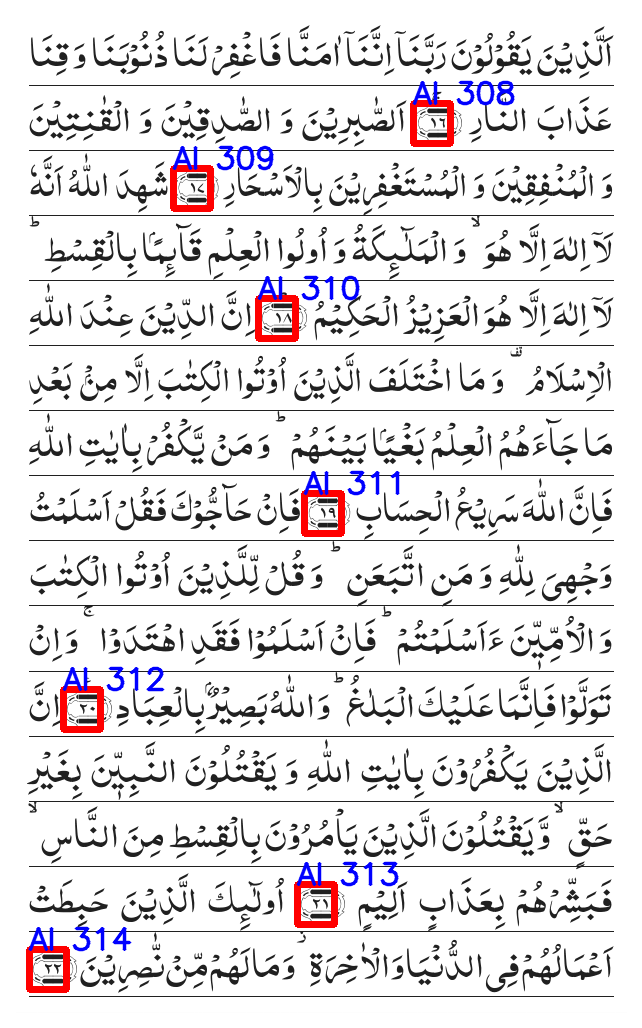 اَلَّذِيْنَ يَقُوْلُوْنَ رَبَّنَاۤ اِنَّنَاۤ اٰمَنَّا فَاغْفِرْ لَنَا ذُنُوْبَنَا وَ قِنَا
AI 308
عَذَابَ النَّارِ ١٦ اَلصّٰبِرِيْنَ وَ الصّٰدِقِيْنَ وَ الْقٰنِتِيْنَ
AI 309
وَ الْمُنْفِقِيْنَ وَ الْمُسْتَغْفِرِيْنَ بِالْاَسْحَارِ ١٧ شَهِدَ اللّٰهُ اَنَّهٗ
لَاۤ اِلٰهَ اِلَّا هُوَ ۙ وَ الْمَلٰٓئِكَةُ وَ اُولُوا الْعِلْمِ قَآئِمًۢا بِالْقِسْطِ ؕ
AI 310
لَاۤ اِلٰهَ اِلَّا هُوَ الْعَزِيْزُ الْحَكِيْمُ ١٨ اِنَّ الدِّيْنَ عِنْدَ اللّٰهِ
الْاِسْلَامُ ۫ وَ مَا اخْتَلَفَ الَّذِيْنَ اُوْتُوا الْكِتٰبَ اِلَّا مِنْۢ بَعْدِ
مَا جَآءَهُمُ الْعِلْمُ بَغْيًۢا بَيْنَهُمْ ؕ وَ مَنْ يَّكْفُرْ بِاٰيٰتِ اللّٰهِ
AI 311
فَاِنَّ اللّٰهَ سَرِيْعُ الْحِسَابِ ١٩ فَاِنْ حَآجُّوْكَ فَقُلْ اَسْلَمْتُ
وَجْهِيَ لِلّٰهِ وَ مَنِ اتَّبَعَنِ ؕ وَ قُلْ لِّلَّذِيْنَ اُوْتُوا الْكِتٰبَ
وَ الْاُمِّيّٖنَ ءَاَسْلَمْتُمْ ؕ فَاِنْ اَسْلَمُوْا فَقَدِ اهْتَدَوْا ۚ وَ اِنْ
AI 312
تَوَلَّوْا فَاِنَّمَا عَلَيْكَ الْبَلٰغُ ؕ وَ اللّٰهُ بَصِيْرٌۢ بِالْعِبَادِ ٢٠ اِنَّ
الَّذِيْنَ يَكْفُرُوْنَ بِاٰيٰتِ اللّٰهِ وَ يَقْتُلُوْنَ النَّبِيّٖنَ بِغَيْرِ
حَقٍّ ۙ وَّ يَقْتُلُوْنَ الَّذِيْنَ يَاْمُرُوْنَ بِالْقِسْطِ مِنَ النَّاسِ ۙ
AI 313
فَبَشِّرْهُمْ بِعَذَابٍ اَلِيْمٍ ٢١ اُولٰٓئِكَ الَّذِيْنَ حَبِطَتْ
AI 314
اَعْمَالُهُمْ فِي الدُّنْيَا وَ الْاٰخِرَةِ ؗ وَ مَا لَهُمْ مِّنْ نّٰصِرِيْنَ ٢٢